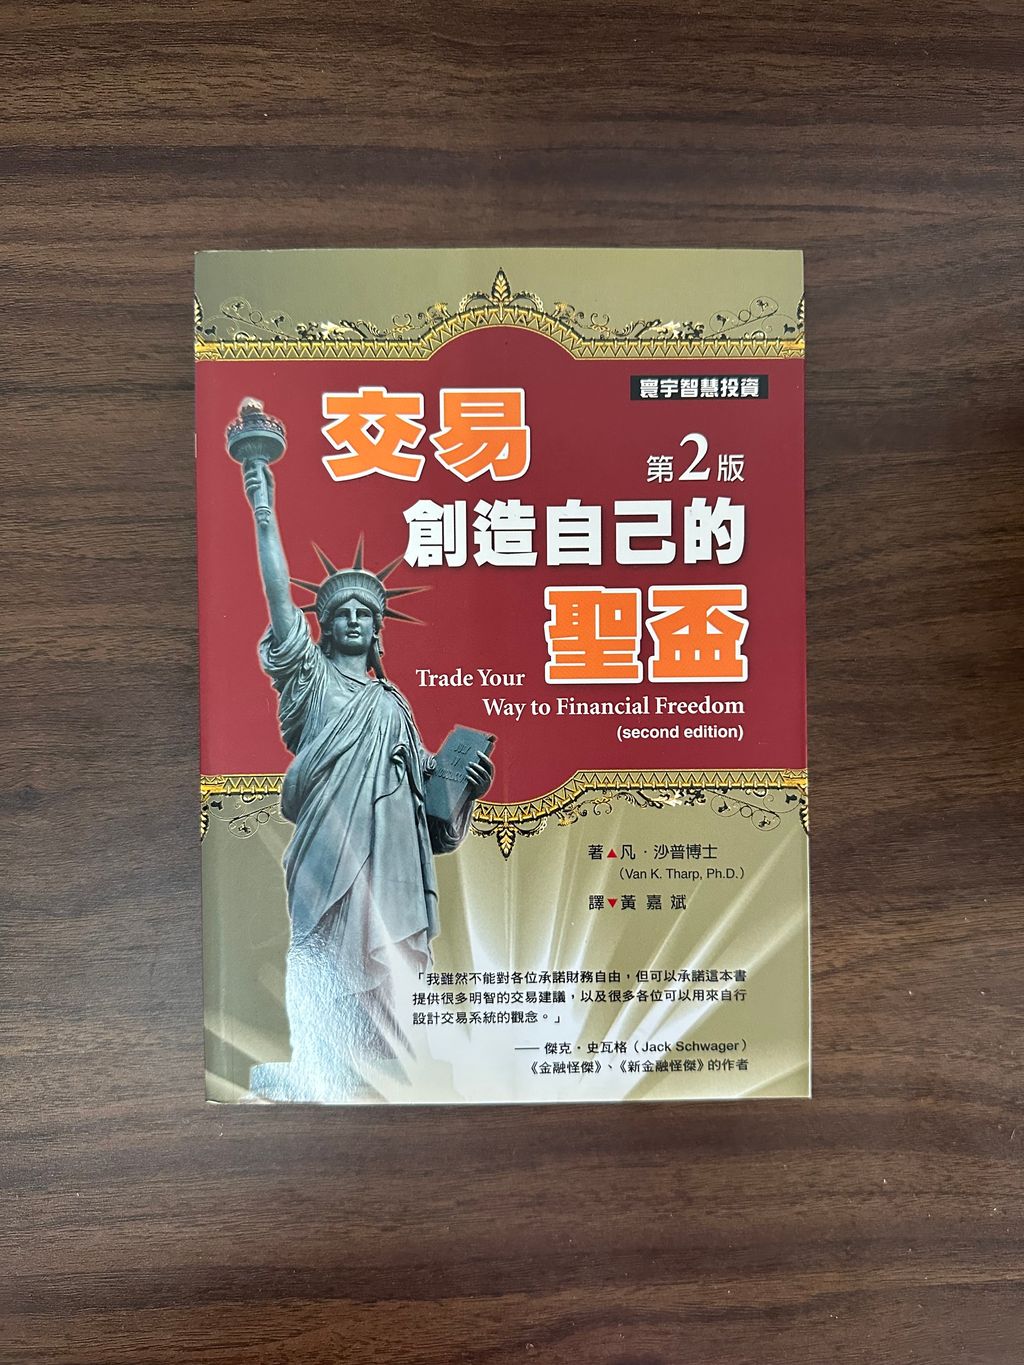 寰宇智慧投資
交易
第2版
創造自己的
聖盃
Trade Your
Way to Financial Freedom
(second edition)
著▲凡・沙普博士
(Van K. Tharp, Ph.D.)
譯▼黃嘉斌
「我雖然不能對各位承諾財務自由，但可以承諾這本書
提供很多明智的交易建議，以及很多各位可以用來自行
設計交易系統的觀念。」
── 傑克・史瓦格（Jack Schwager）
《金融怪傑》、《新金融怪傑》的作者